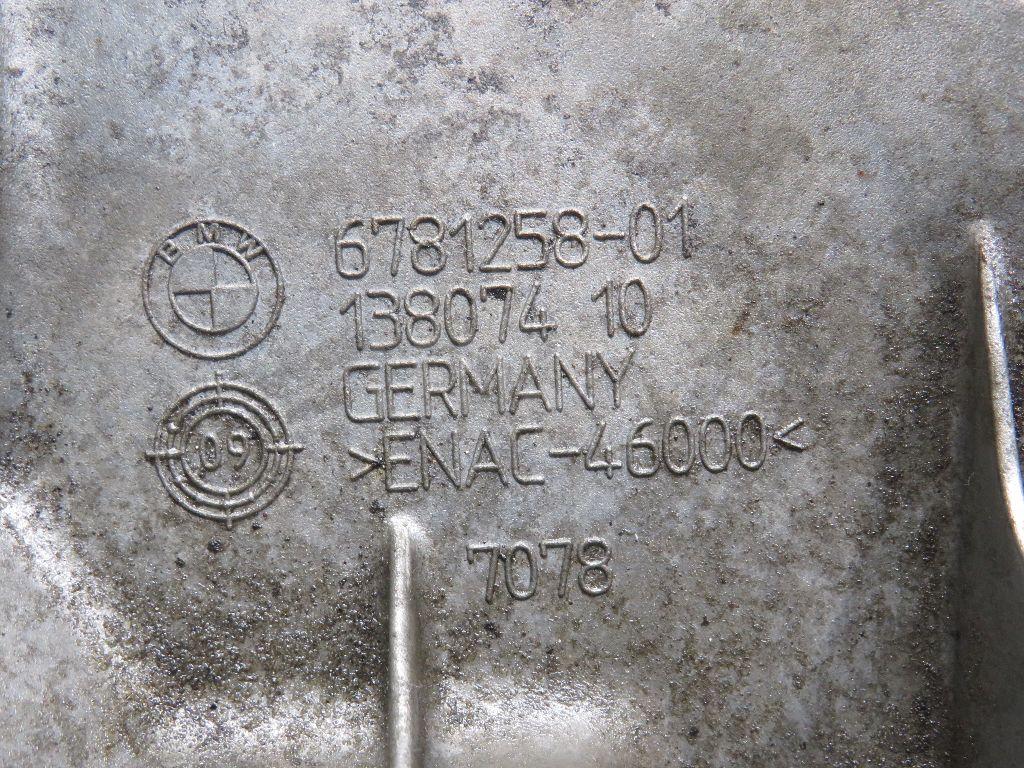 BMW
6781258-01
138074 10
GERMANY
09
>ENAC-46000<
7078